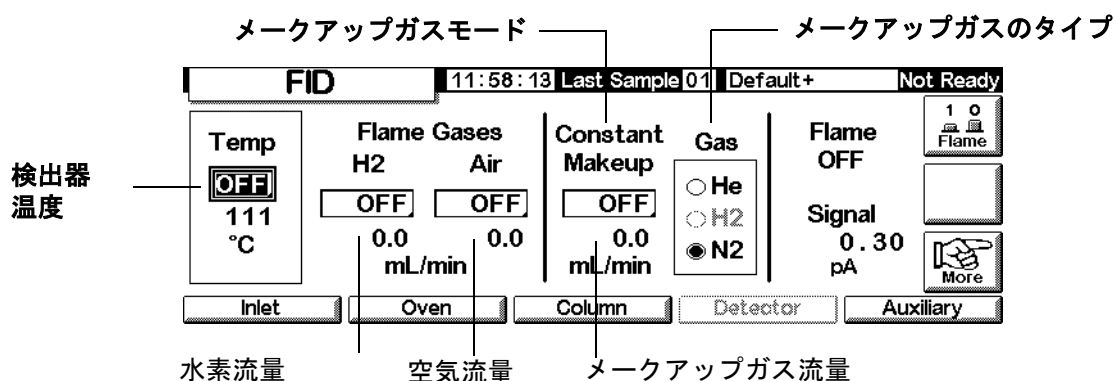 メークアップガスモード
メークアップガスのタイプ
FID 11:58:13 Last Sample 01 Default+ Not Ready
検出器
温度
Temp
OFF
111
°C
Flame Gases
H2 Air
OFF OFF
0.0 0.0
mL/min
Constant
Makeup
OFF
0.0
mL/min
Gas
He
H2
N2
Flame
OFF
Signal
0.30
pA
1 0
Flame
More
Inlet Oven Column Detector Auxiliary
水素流量 空気流量 メークアップガス流量